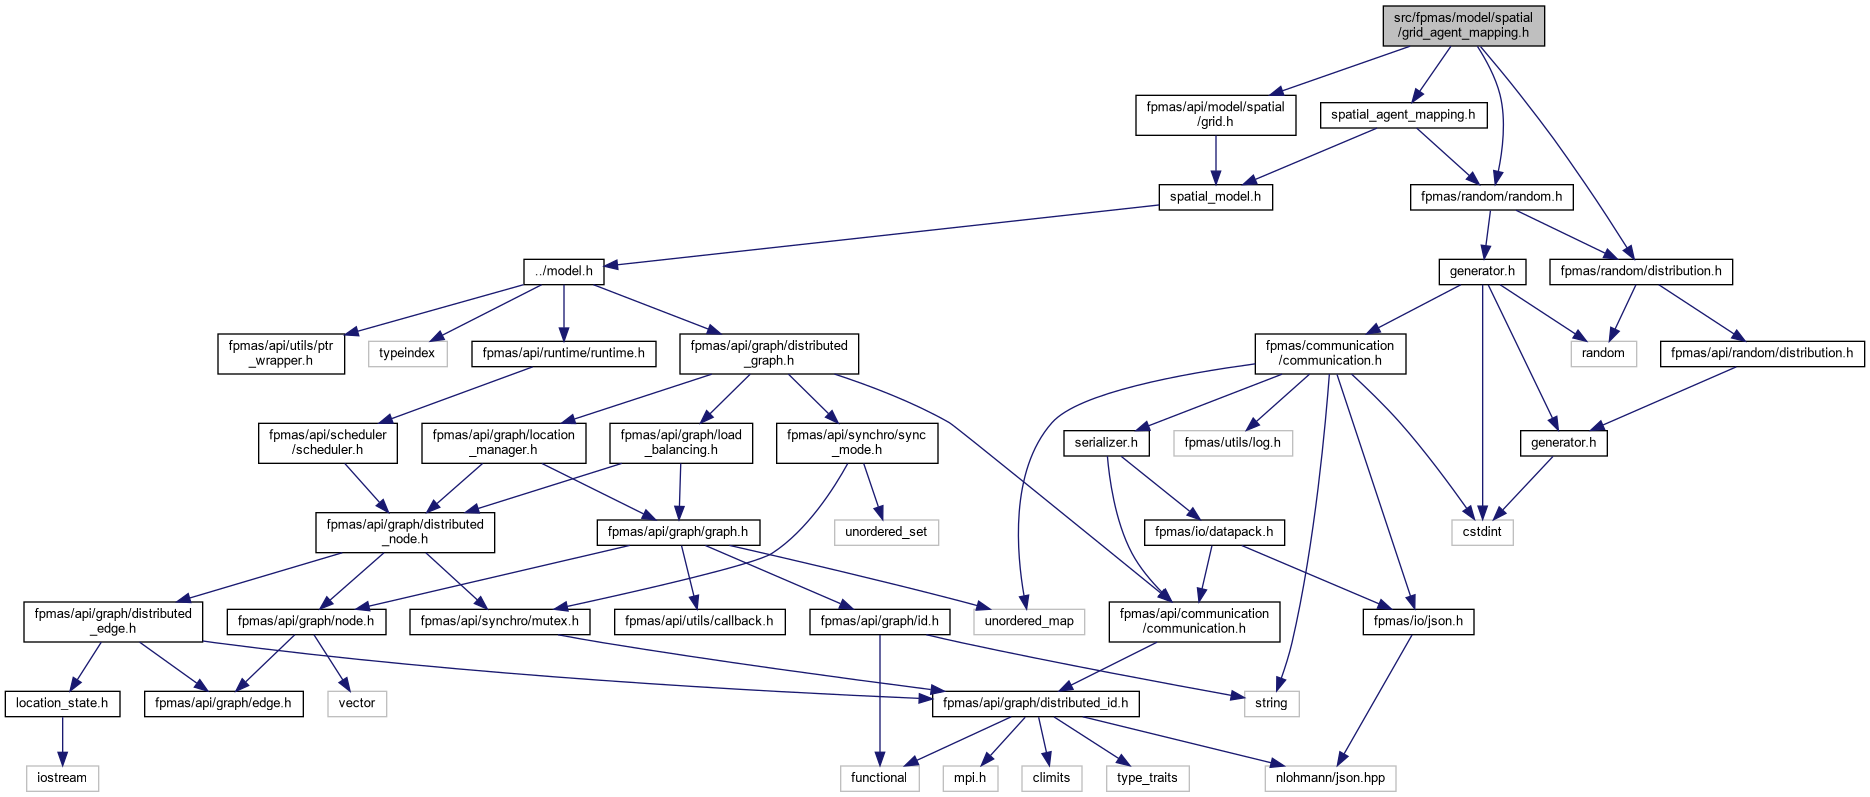 src/fpmas/model/spatial
/grid_agent_mapping.h
fpmas/api/model/spatial
/grid.h
spatial_agent_mapping.h
spatial_model.h
fpmas/random/random.h
../model.h
generator.h
fpmas/random/distribution.h
fpmas/api/utils/ptr
_wrapper.h
typeindex
fpmas/api/runtime/runtime.h
fpmas/api/graph/distributed
_graph.h
fpmas/communication
/communication.h
random
fpmas/api/random/distribution.h
fpmas/api/scheduler
/scheduler.h
fpmas/api/graph/location
_manager.h
fpmas/api/graph/load
_balancing.h
fpmas/api/synchro/sync
_mode.h
serializer.h
fpmas/utils/log.h
generator.h
fpmas/api/graph/distributed
_node.h
fpmas/api/graph/graph.h
unordered_set
fpmas/io/datapack.h
cstdint
fpmas/api/graph/distributed
_edge.h
fpmas/api/graph/node.h
fpmas/api/synchro/mutex.h
fpmas/api/utils/callback.h
fpmas/api/graph/id.h
unordered_map
fpmas/api/communication
/communication.h
fpmas/io/json.h
location_state.h
fpmas/api/graph/edge.h
vector
fpmas/api/graph/distributed_id.h
string
iostream
functional
mpi.h
climits
type_traits
nlohmann/json.hpp